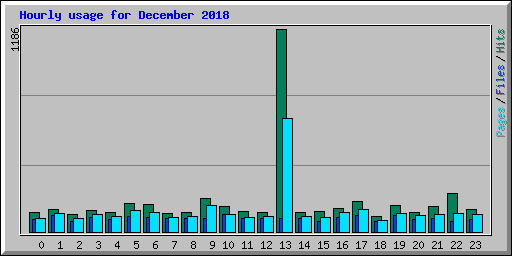 Hourly usage for December 2018
1186
Pages/Files/Hits
0 1 2 3 4 5 6 7 8 9 10 11 12 13 14 15 16 17 18 19 20 21 22 23